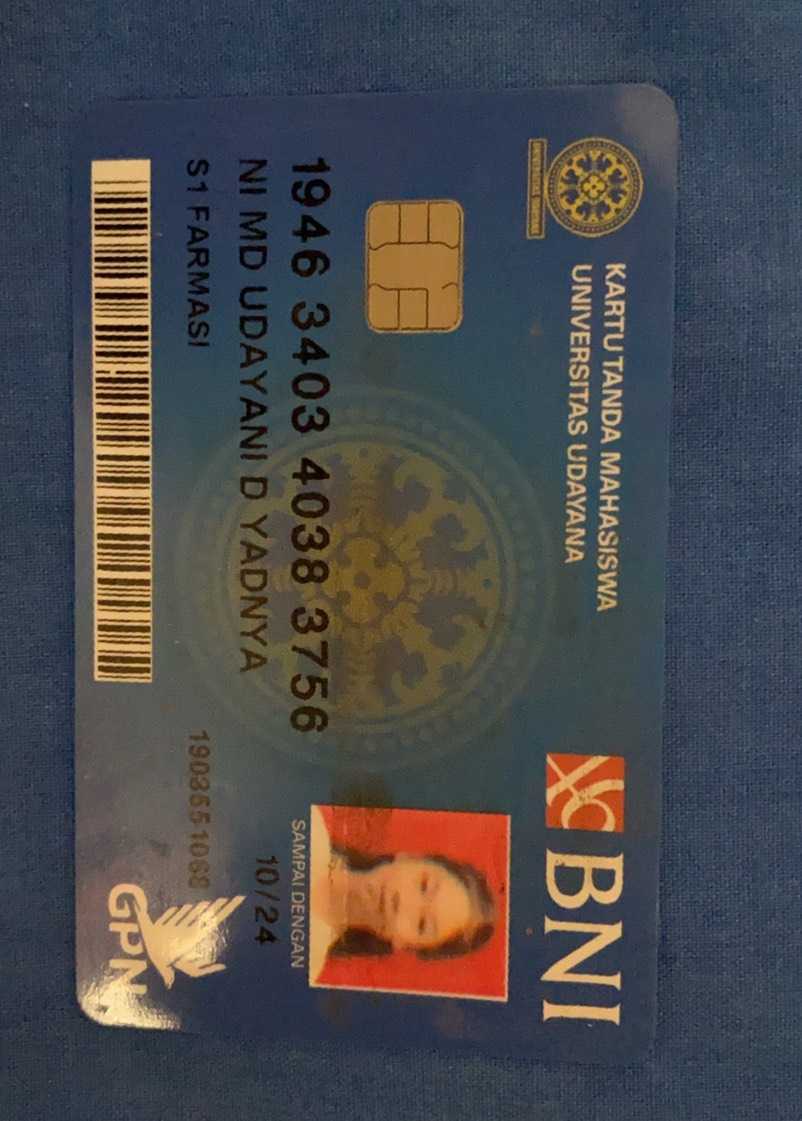 KARTU TANDA MAHASISWA
UNIVERSITAS UDAYANA
BNI
1946 3403 4038 3756
SAMPAI DENGAN
NI MD UDAYANI D YADNYA
10/24
S1 FARMASI
GPN